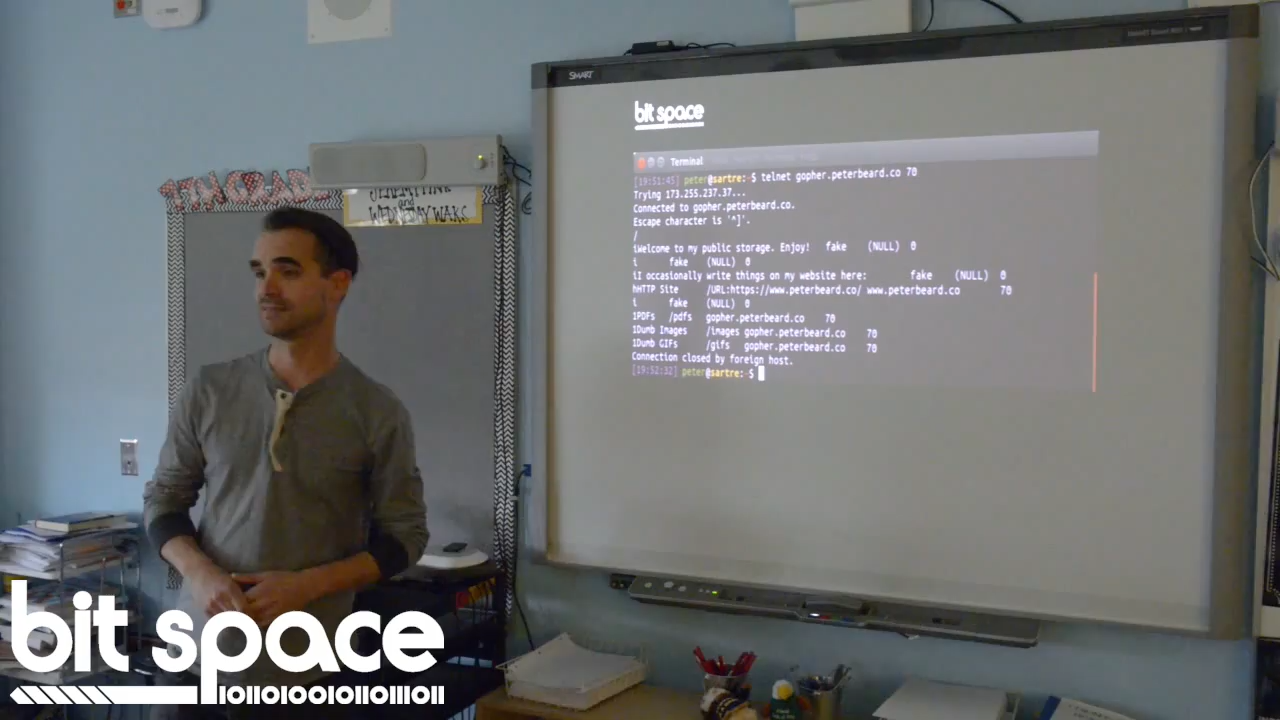 SMART
bit space
Terminal
[19:51:45] peter@sartre:~$ telnet gopher.peterbeard.co 70
Trying 173.255.237.37...
Connected to gopher.peterbeard.co.
Escape character is '^]'.
/
iWelcome to my public storage. Enjoy! fake (NULL) 0
i fake (NULL) 0
iI occasionally write things on my website here: fake (NULL) 0
hHTTP Site /URL:https://www.peterbeard.co/ www.peterbeard.co 70
i fake (NULL) 0
1PDFs /pdfs gopher.peterbeard.co 70
1Dumb Images /images gopher.peterbeard.co 70
1Dumb GIFs /gifs gopher.peterbeard.co 70
Connection closed by foreign host.
[19:52:32] peter@sartre:~$
and
bit space